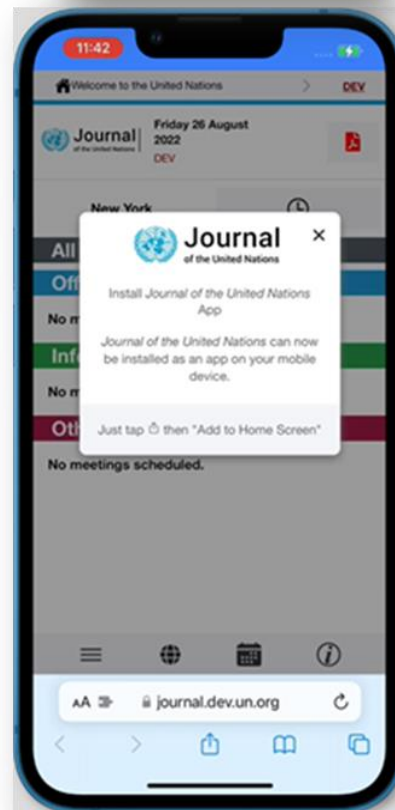 11:42
Welcome to the United Nations
DEV
Journal
of the United Nations
Friday 26 August
2022
DEV
New York
All
Off
No m
Inf
No m
Oth
No meetings scheduled.
Journal
of the United Nations
×
Install Journal of the United Nations
App
Journal of the United Nations can now
be installed as an app on your mobile
device.
Just tap then "Add to Home Screen"
AA journal.dev.un.org